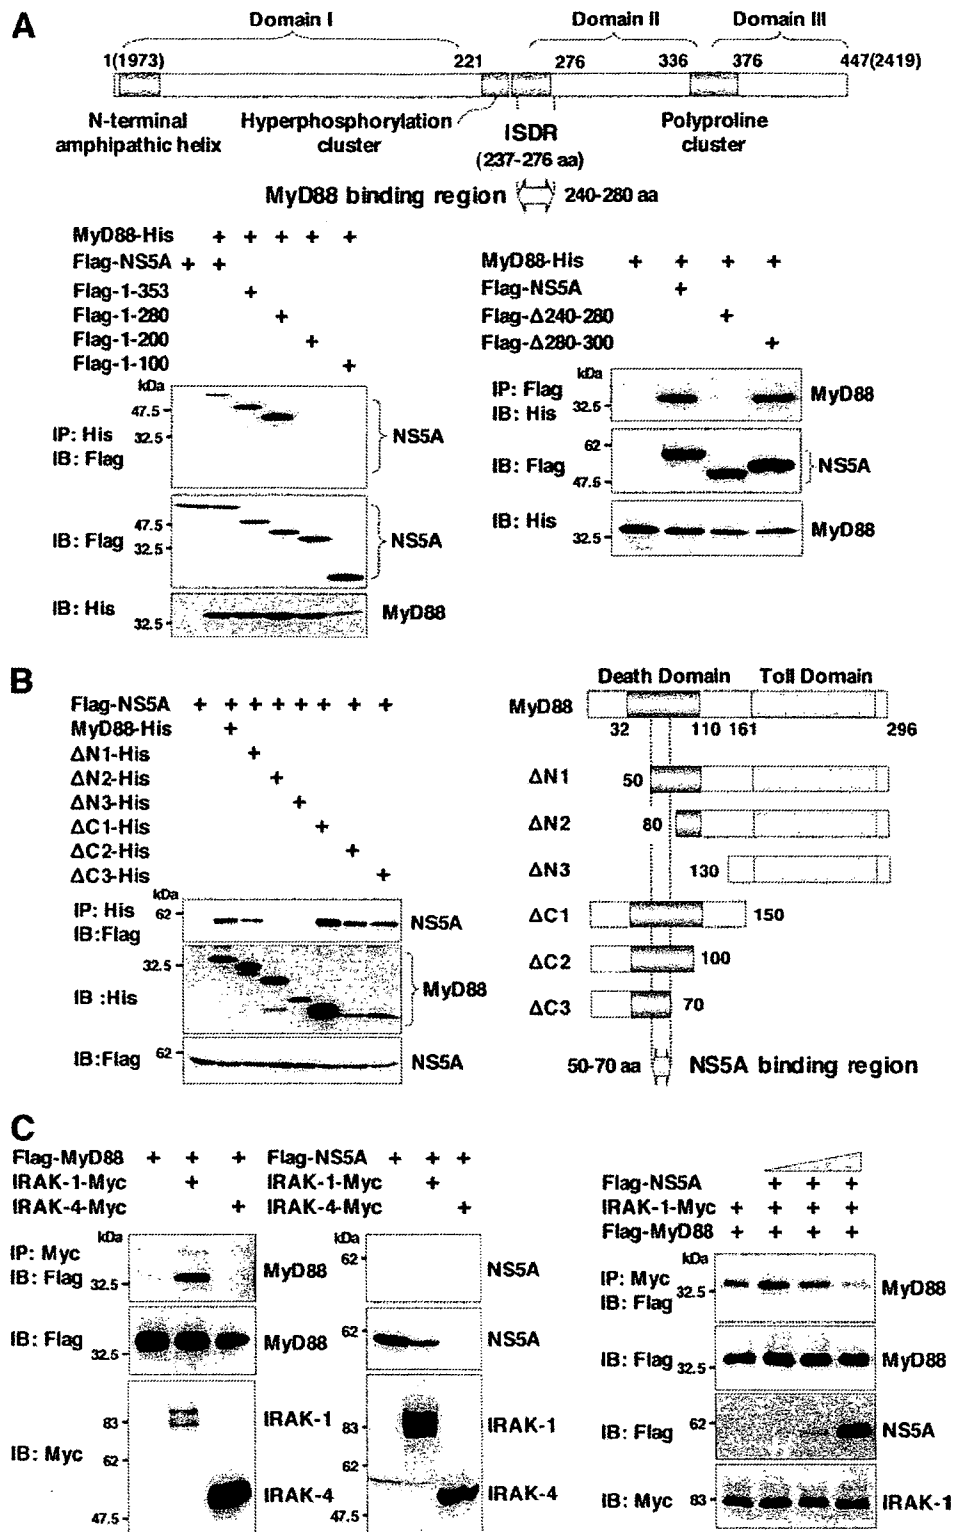 A
Domain I Domain II Domain III
1(1973) 221 276 336 376 447(2419)
N-terminal amphipathic helix
Hyperphosphorylation cluster
ISDR
(237-276 aa)
Polyproline cluster
MyD88 binding region 240-280 aa
MyD88-His + + + + +
Flag-NS5A + +
Flag-1-353 +
Flag-1-280 +
Flag-1-200 +
Flag-1-100 +
kDa
47.5
32.5
IP: His
IB: Flag
NS5A
47.5
32.5
IB: Flag
NS5A
IB: His
32.5
MyD88
MyD88-His + + + +
Flag-NS5A +
Flag-Δ240-280 +
Flag-Δ280-300 +
kDa
IP: Flag
IB: His
32.5
MyD88
62
IB: Flag
47.5
NS5A
IB: His
32.5
MyD88
B
Flag-NS5A + + + + + + + +
MyD88-His +
ΔN1-His +
ΔN2-His +
ΔN3-His +
ΔC1-His +
ΔC2-His +
ΔC3-His +
kDa
IP: His
IB:Flag
62
NS5A
32.5
IB :His
MyD88
IB:Flag
62
NS5A
Death Domain Toll Domain
MyD88
32 110 161 296
ΔN1 50
ΔN2 80
ΔN3 130
ΔC1 150
ΔC2 100
ΔC3 70
50-70 aa NS5A binding region
C
Flag-MyD88 + + +
IRAK-1-Myc +
IRAK-4-Myc +
kDa
IP: Myc
IB: Flag
32.5
MyD88
IB: Flag
32.5
MyD88
83
IB: Myc
62
47.5
IRAK-1
IRAK-4
Flag-NS5A + + +
IRAK-1-Myc +
IRAK-4-Myc +
kDa
62
NS5A
62
NS5A
83
62
47.5
IRAK-1
IRAK-4
Flag-NS5A + + +
IRAK-1-Myc + + + +
Flag-MyD88 + + + +
kDa
IP: Myc
IB: Flag
32.5
MyD88
IB: Flag
32.5
MyD88
IB: Flag
62
NS5A
IB: Myc
83
IRAK-1